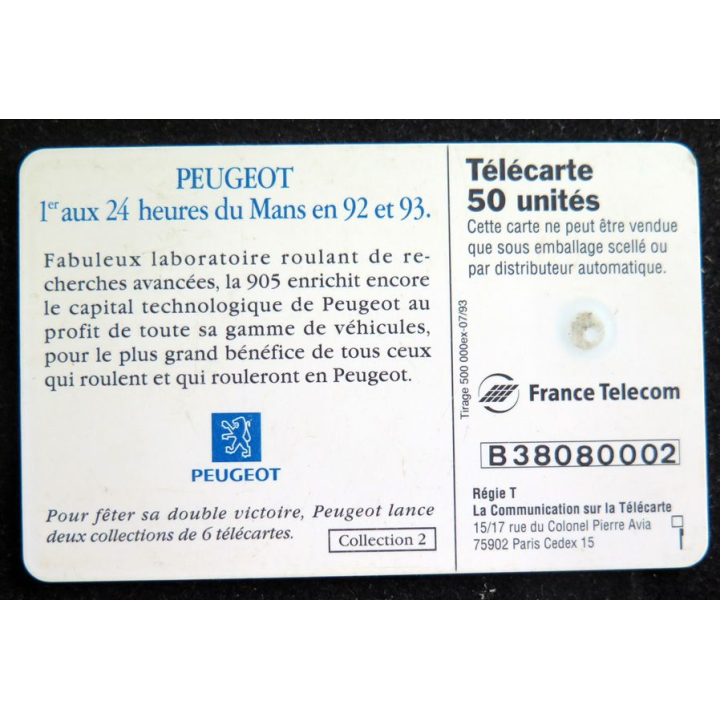 PEUGEOT
1er aux 24 heures du Mans en 92 et 93.
Fabuleux laboratoire roulant de re-
cherches avancées, la 905 enrichit encore
le capital technologique de Peugeot au
profit de toute sa gamme de véhicules,
pour le plus grand bénéfice de tous ceux
qui roulent et qui rouleront en Peugeot.
PEUGEOT
Pour fêter sa double victoire, Peugeot lance
deux collections de 6 télécartes.
Collection 2
Télécarte
50 unités
Cette carte ne peut être vendue
que sous emballage scellé ou
par distributeur automatique.
Tirage 500 000ex-07/93
France Telecom
B38080002
Régie T
La Communication sur la Télécarte
15/17 rue du Colonel Pierre Avia
75902 Paris Cedex 15